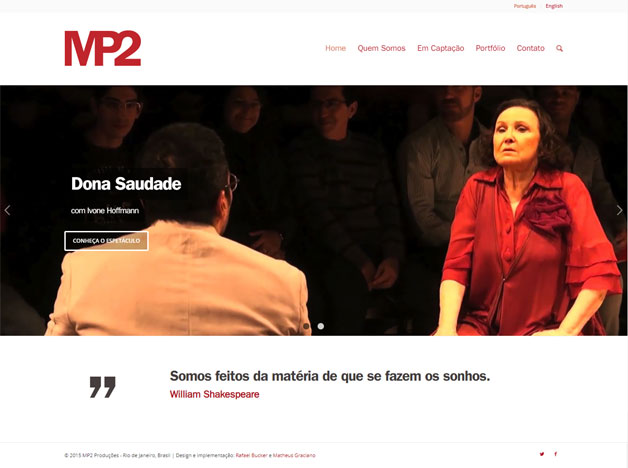 Português
English
MP2
Home Quem Somos Em Captação Portfólio Contato
Dona Saudade
com Ivone Hoffmann
CONHEÇA O ESPETÁCULO
” Somos feitos da matéria de que se fazem os sonhos.
William Shakespeare
© 2015 MP2 Produções - Rio de Janeiro, Brasil | Design e implementação: Rafael Bucker e Matheus Graciano